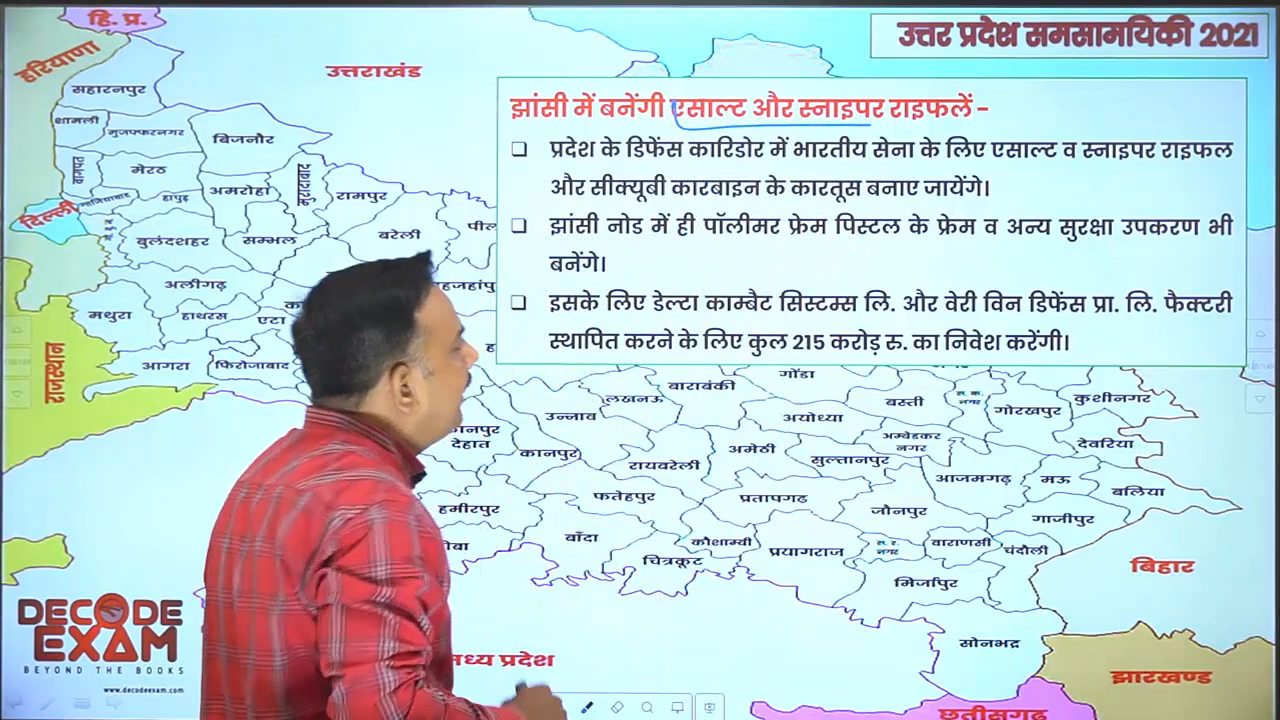 हि. प्र.
उत्तर प्रदेश समसामयिकी 2021
हरियाणा
उत्तराखंड
सहारनपुर
झांसी में बनेंगी एसाल्ट और स्नाइपर राइफलें -
शामली
मुजफ्फरनगर
बिजनौर
❑ प्रदेश के डिफेंस कारिडोर में भारतीय सेना के लिए एसाल्ट व स्नाइपर राइफल
और सीक्यूबी कारबाइन के कारतूस बनाए जायेंगे।
बागपत
मेरठ
मुरादाबाद
अमरोहा
रामपुर
गाजियाबाद
हापुड़
दिल्ली
❑ झांसी नोड में ही पॉलीमर फ्रेम पिस्टल के फ्रेम व अन्य सुरक्षा उपकरण भी
बनेंगे।
बुलंदशहर
सम्भल
बरेली
पील
❑ इसके लिए डेल्टा काम्बैट सिस्टम्स लि. और वेरी विन डिफेंस प्रा. लि. फैक्टरी
स्थापित करने के लिए कुल 215 करोड़ रु. का निवेश करेंगी।
अलीगढ़
हजहांपु
मथुरा
हाथरस
एटा
का
राजस्थान
आगरा
फिरोजाबाद
ह
गोंडा
बाराबंकी
लखनऊ
बस्ती
स. क. नगर
गोरखपुर
कुशीनगर
उन्नाव
अयोध्या
कानपुर
देहात
कानपुर
अमेठी
अम्बेडकर
नगर
देवरिया
रायबरेली
सुल्तानपुर
आजमगढ़
मऊ
बलिया
हमीरपुर
फतेहपुर
प्रतापगढ़
जौनपुर
गाजीपुर
ोबा
बाँदा
कौशाम्बी
प्रयागराज
स. र.
नगर
वाराणसी
चंदौली
चित्रकूट
मिर्जापुर
बिहार
सोनभद्र
मध्य प्रदेश
झारखण्ड
छत्तीसगढ़
DECODE
EXAM
BEYOND THE BOOKS
www.decodeexam.com